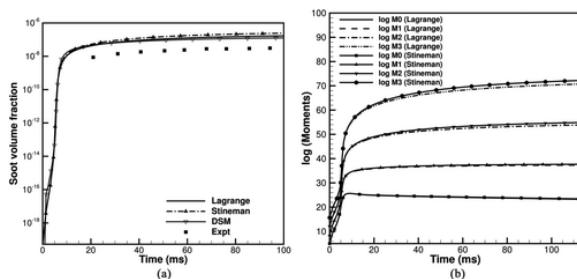 (a)
Soot volume fraction
10^-6
10^-8
10^-10
10^-12
10^-14
10^-16
10^-18
0 20 40 60 80 100
Time (ms)
Lagrange
Stineman
DSM
Expt
(a)
log (Moments)
100
90
80
70
60
50
40
30
20
10
0 20 40 60 80 100
Time (ms)
log M0 (Lagrange)
log M1 (Lagrange)
log M2 (Lagrange)
log M3 (Lagrange)
log M0 (Stineman)
log M1 (Stineman)
log M2 (Stineman)
log M3 (Stineman)
(b)